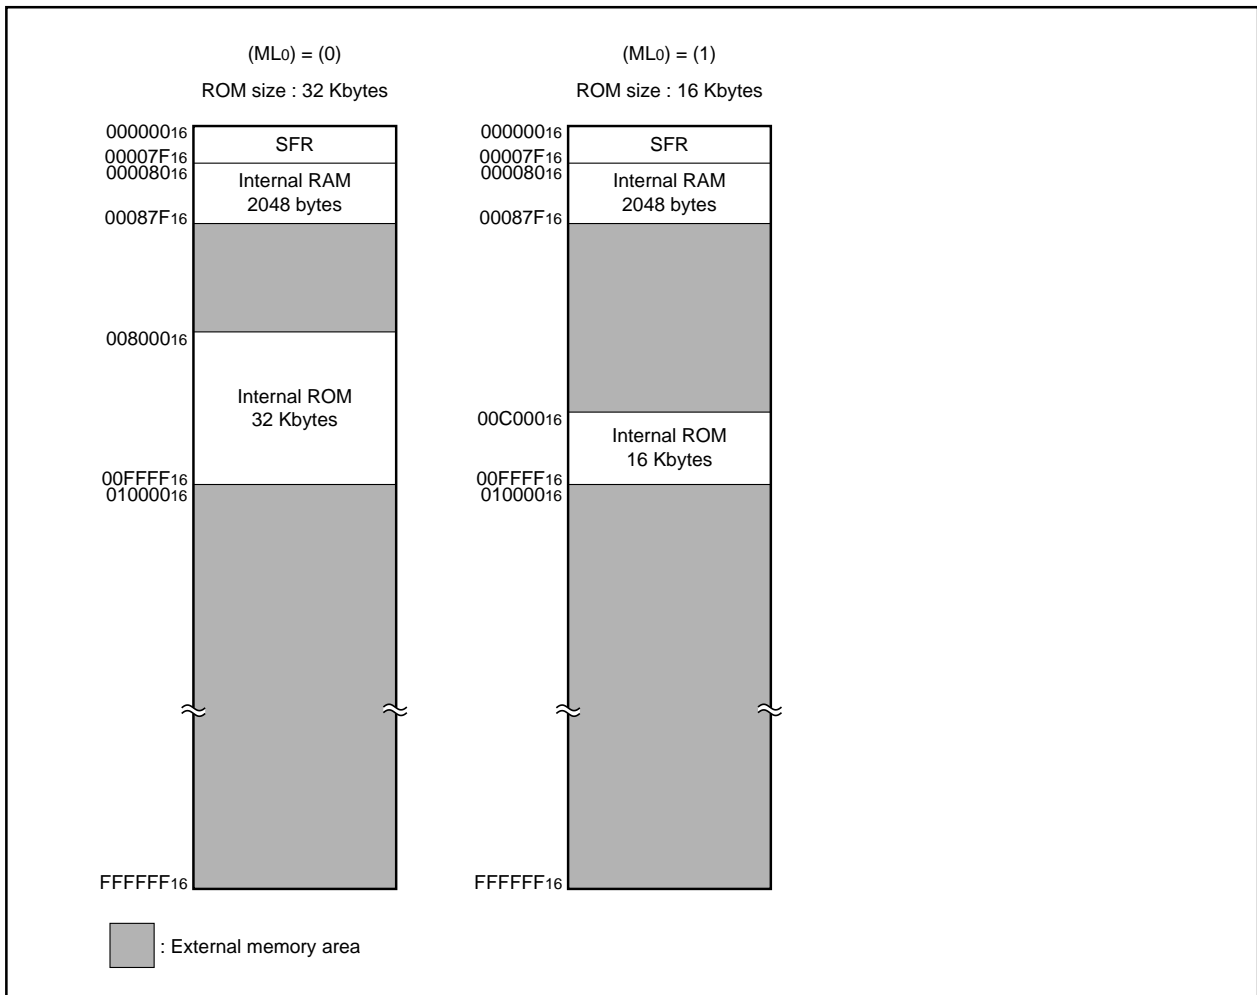 (ML0) = (0)
ROM size : 32 Kbytes
00000016
00007F16
00008016
00087F16
00800016
00FFFF16
01000016
FFFFFF16
SFR
Internal RAM
2048 bytes
Internal ROM
32 Kbytes
(ML0) = (1)
ROM size : 16 Kbytes
00000016
00007F16
00008016
00087F16
00C00016
00FFFF16
01000016
FFFFFF16
SFR
Internal RAM
2048 bytes
Internal ROM
16 Kbytes
: External memory area